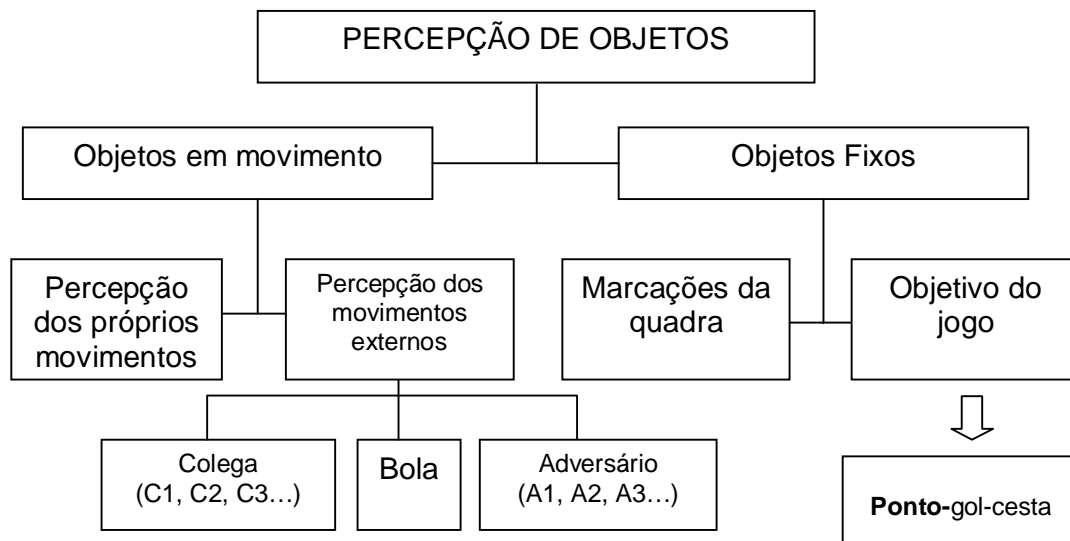 PERCEPÇÃO DE OBJETOS
Objetos em movimento
Objetos Fixos
Percepção
dos próprios
movimentos
Percepção dos
movimentos
externos
Marcações da
quadra
Objetivo do
jogo
Colega
(C1, C2, C3…)
Bola
Adversário
(A1, A2, A3…)
Ponto-gol-cesta